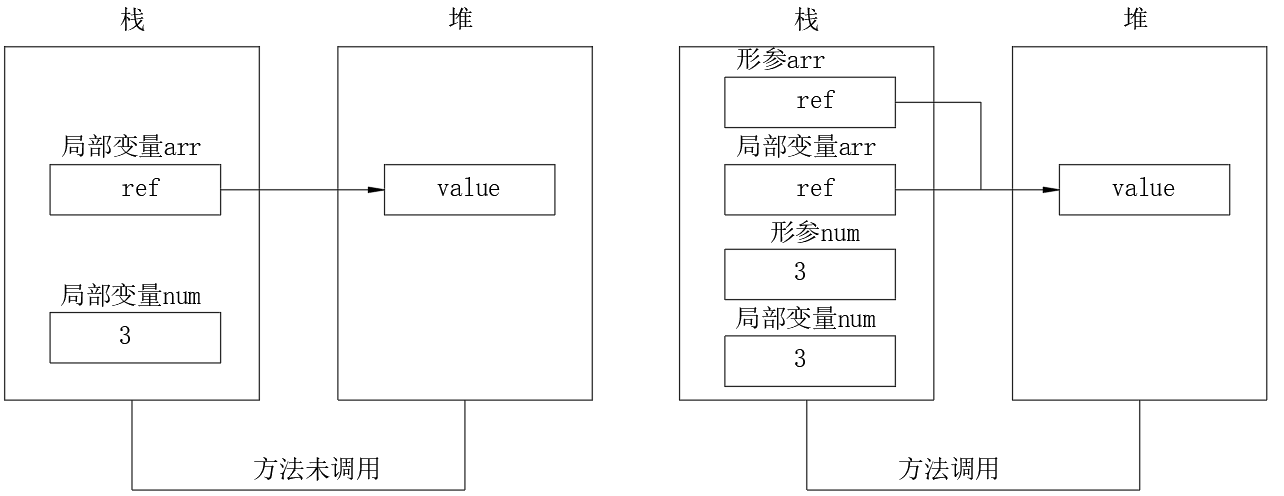 栈
堆
局部变量arr
ref
value
局部变量num
3
方法未调用
栈
堆
形参arr
ref
局部变量arr
ref
value
形参num
3
局部变量num
3
方法调用